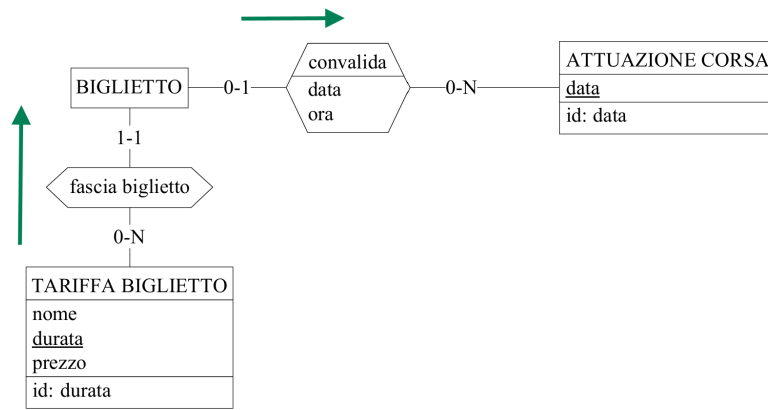 convalida
data
ora
ATTUAZIONE CORSA
data
id: data
BIGLIETTO
0-1
0-N
1-1
fascia biglietto
0-N
TARIFFA BIGLIETTO
nome
durata
prezzo
id: durata